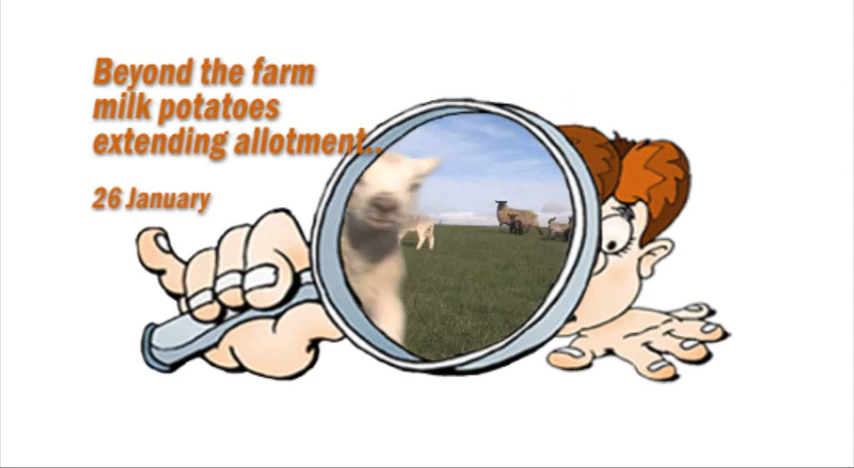 Beyond the farm
milk potatoes
extending allotment..
26 January